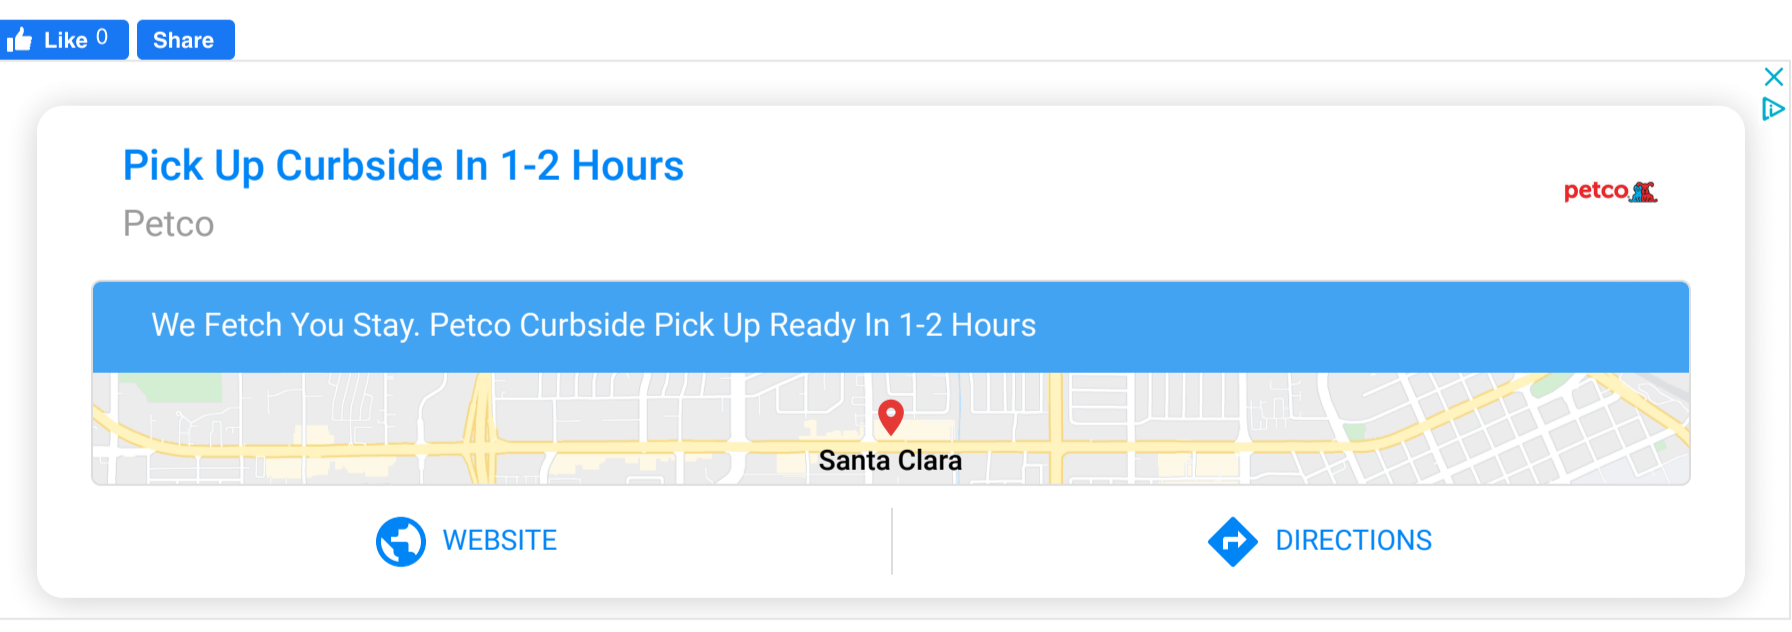 Like 0
Share
Pick Up Curbside In 1-2 Hours
Petco
petco
We Fetch You Stay. Petco Curbside Pick Up Ready In 1-2 Hours
Santa Clara
WEBSITE
DIRECTIONS